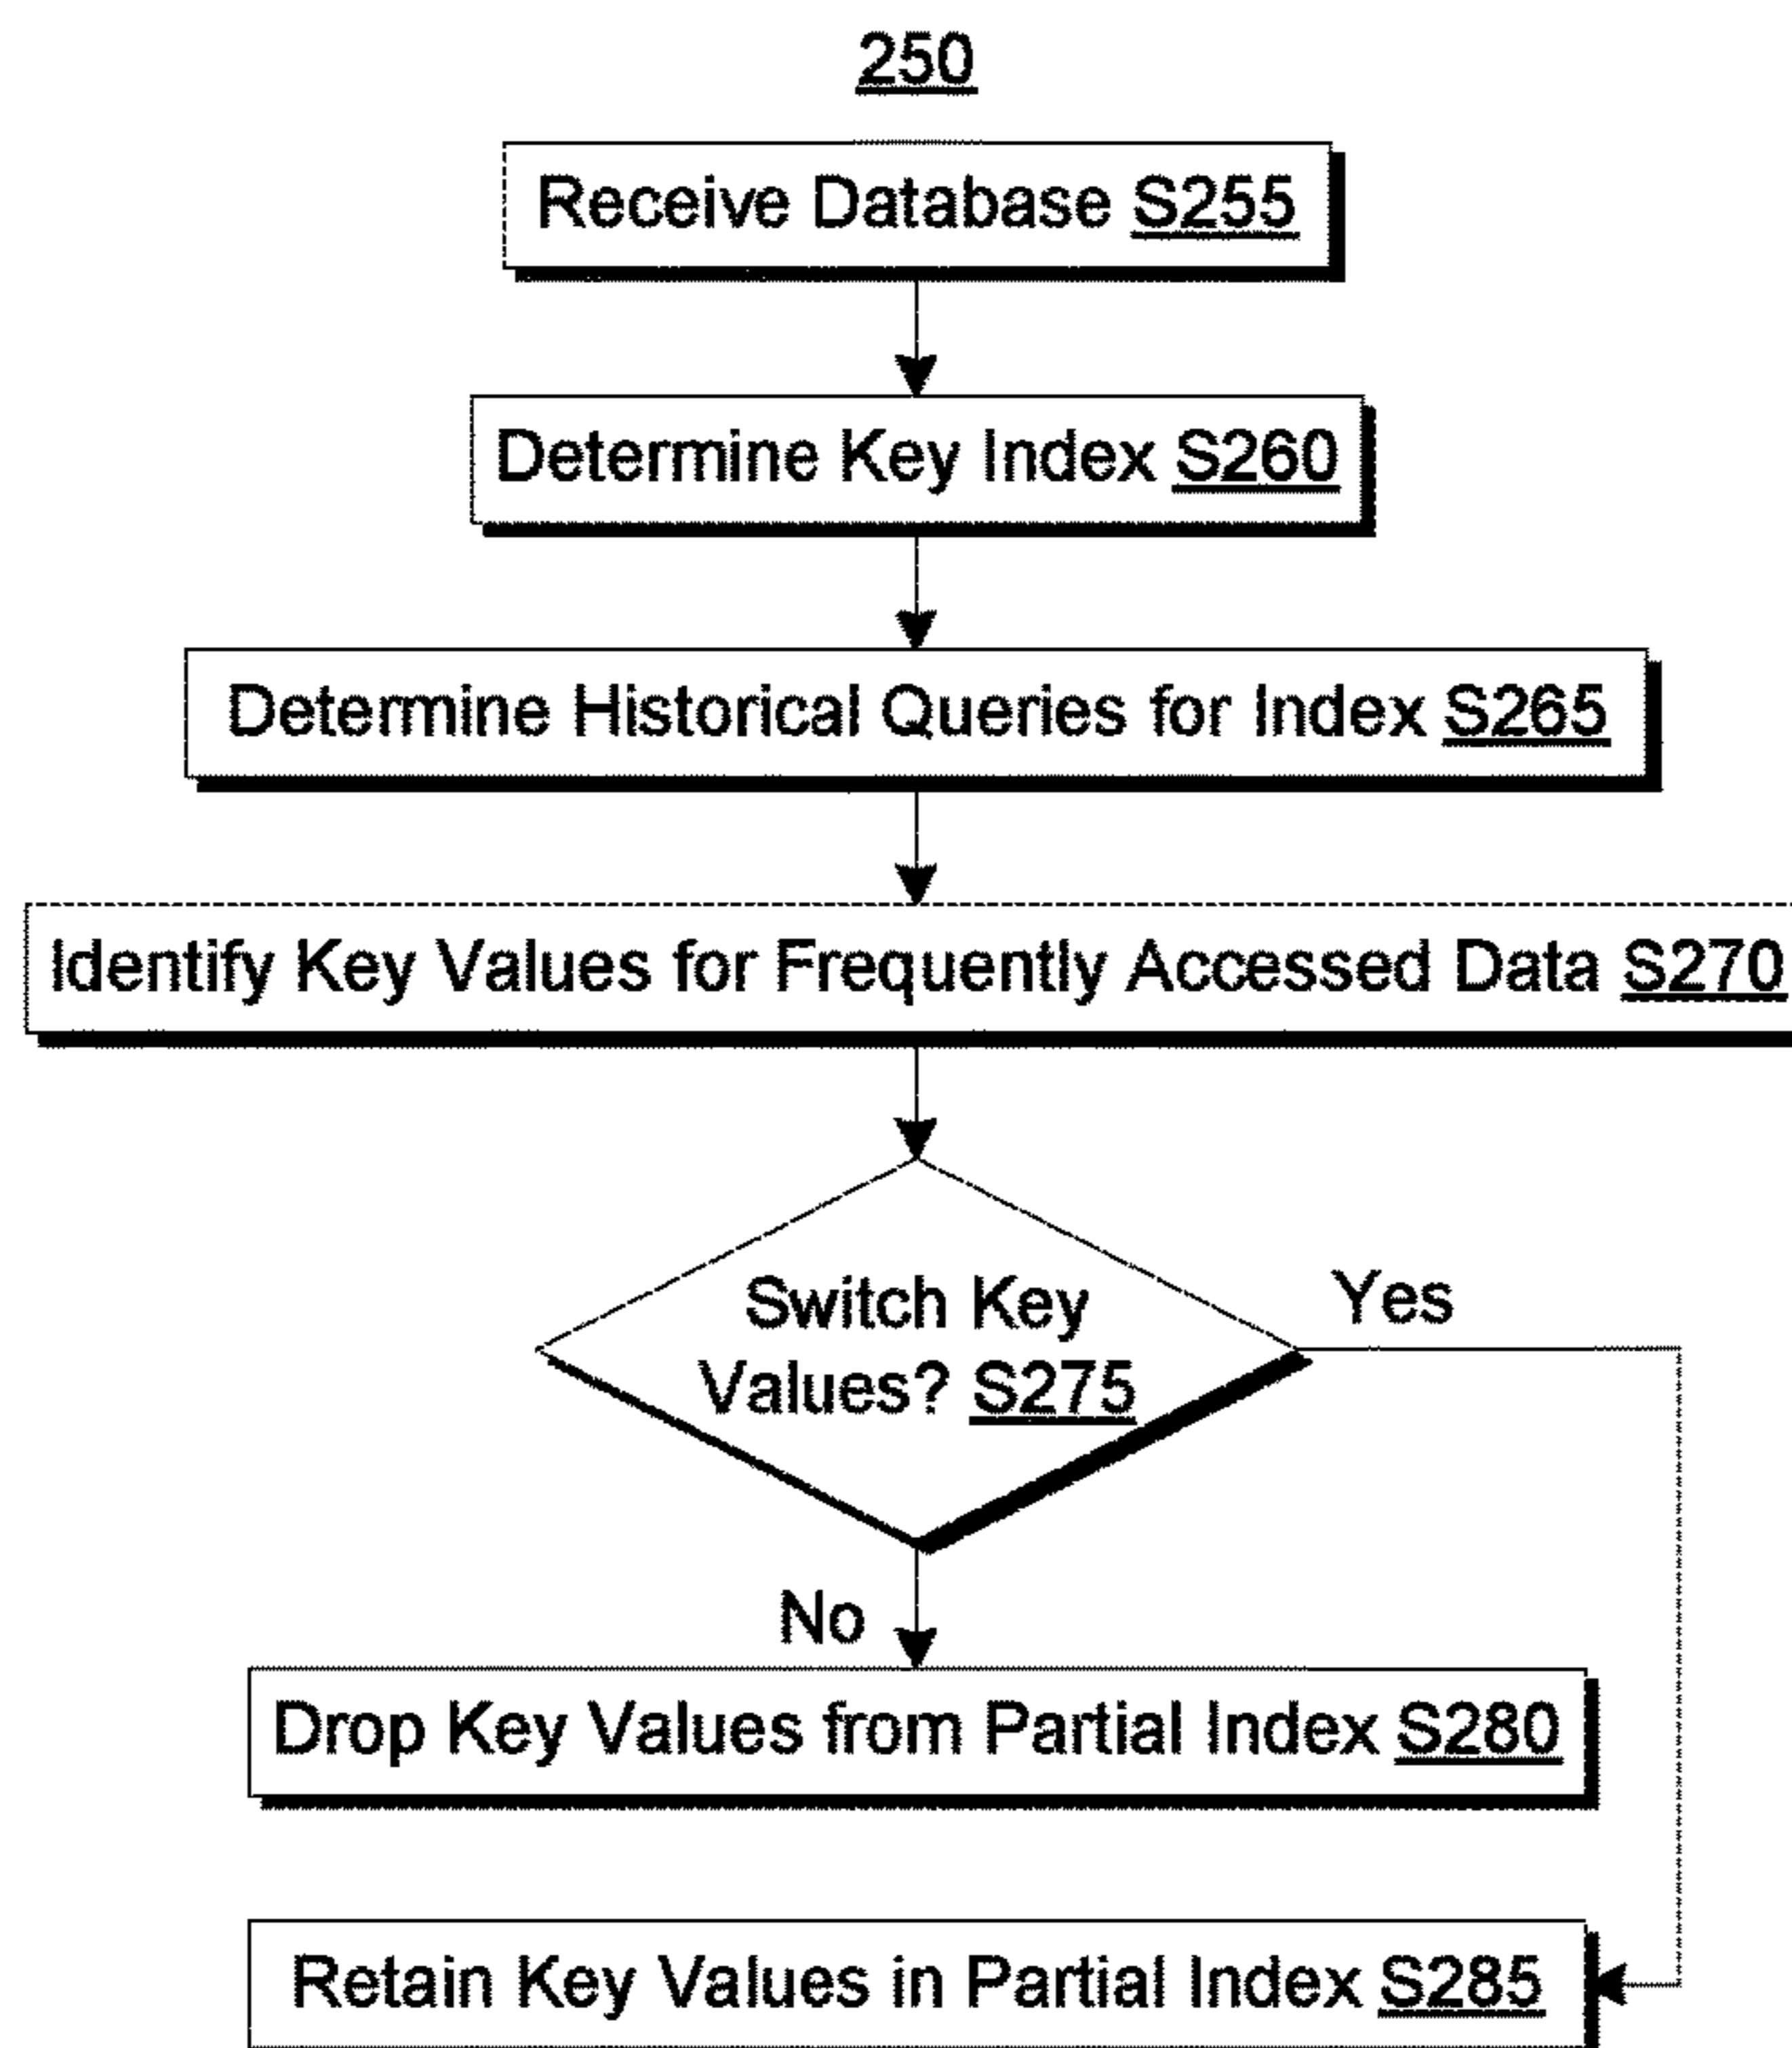 250
Receive Database S255
Determine Key Index S260
Determine Historical Queries for Index S265
Identify Key Values for Frequently Accessed Data S270
Switch Key
Values? S275
Yes
No
Drop Key Values from Partial Index S280
Retain Key Values in Partial Index S285